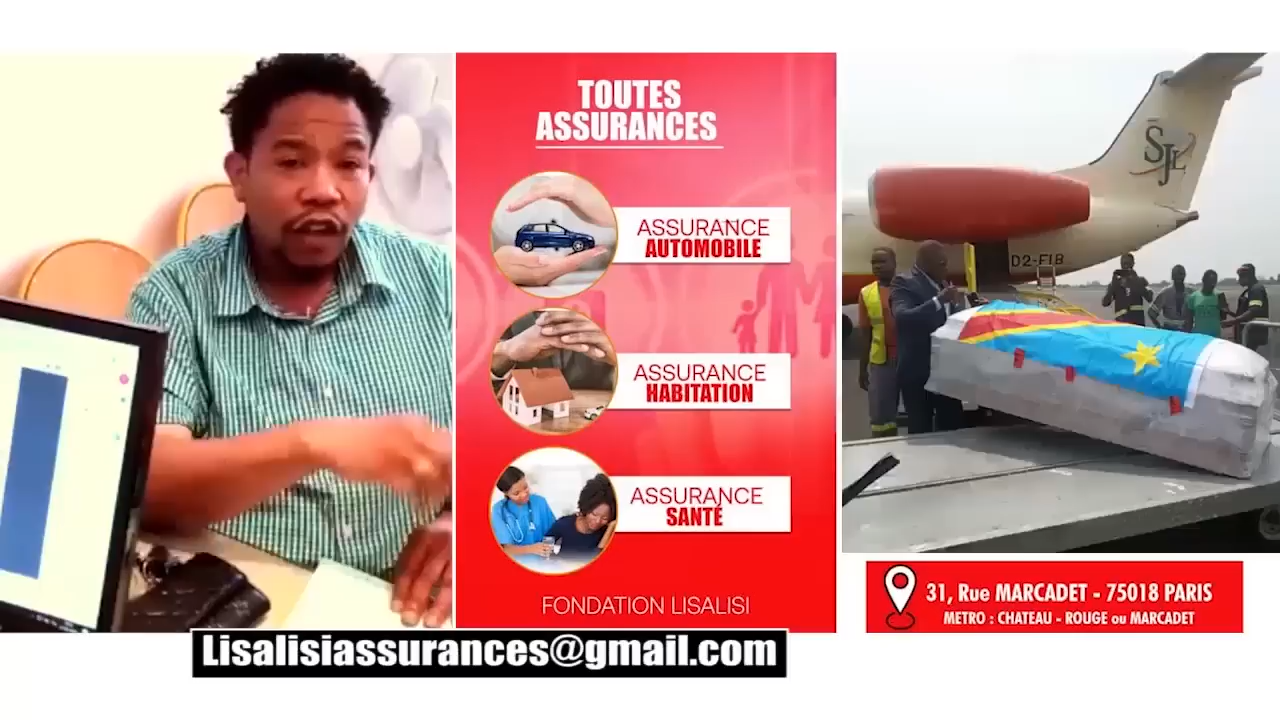 TOUTES
ASSURANCES
ASSURANCE
AUTOMOBILE
ASSURANCE
HABITATION
ASSURANCE
SANTÉ
FONDATION LISALISI
Lisalisiassurances@gmail.com
SJL
D2-FIB
31, Rue MARCADET - 75018 PARIS
METRO : CHATEAU - ROUGE ou MARCADET